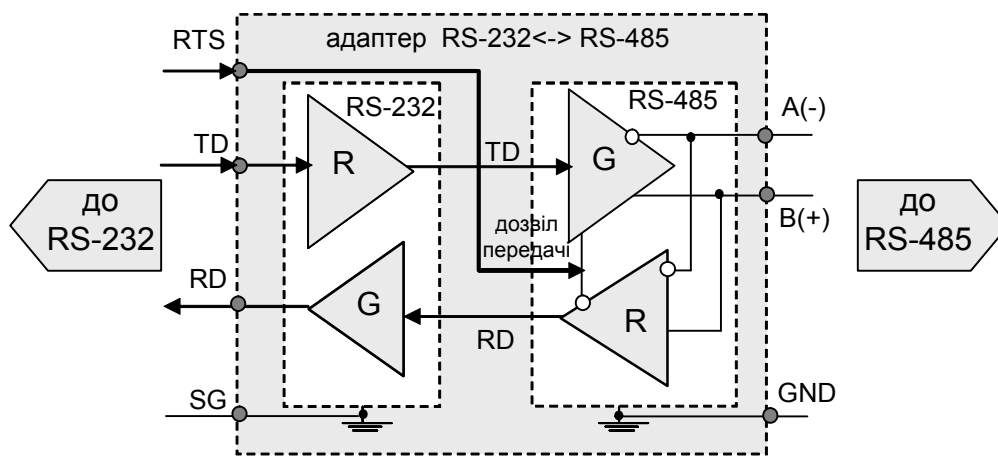 RTS
адаптер RS-232<-> RS-485
RS-232
RS-485
A(-)
TD
R
TD
G
до
RS-232
дозвіл
передачі
B(+)
до
RS-485
RD
G
RD
R
SG
GND